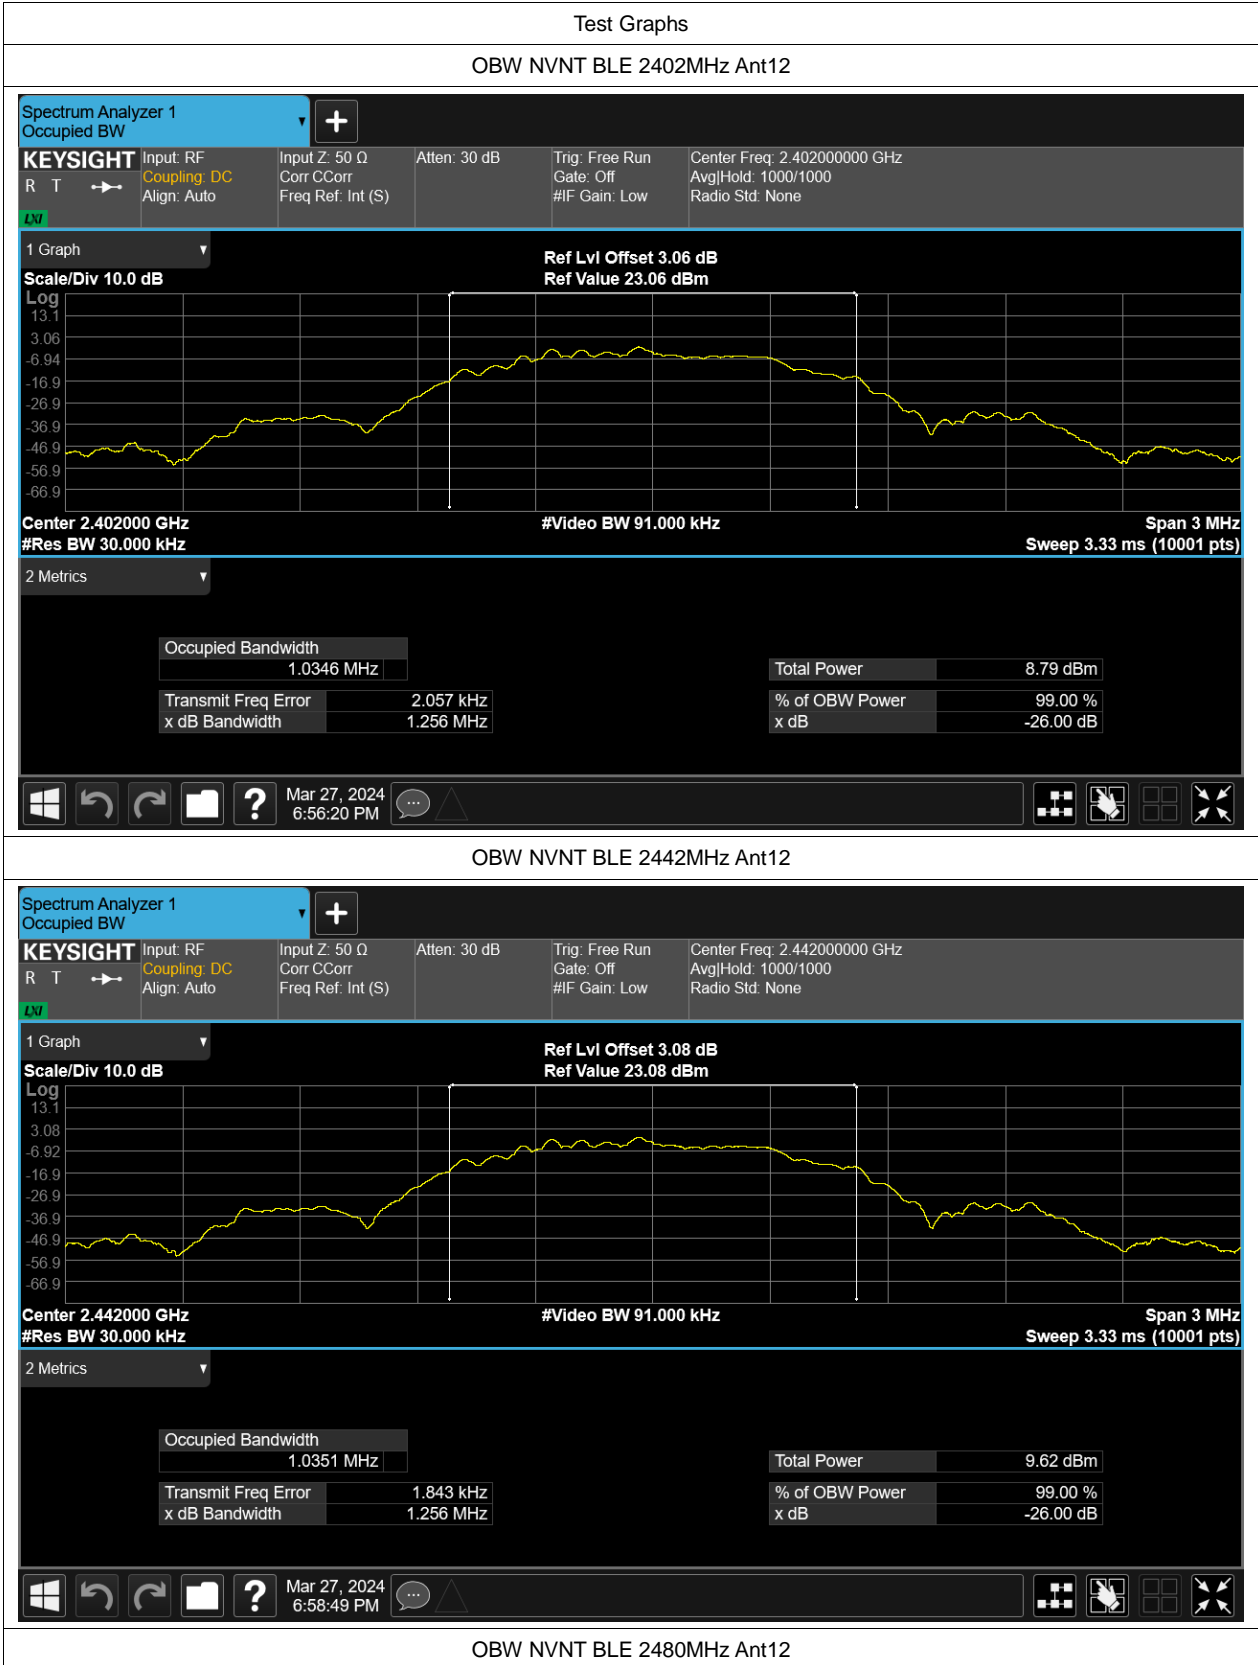 Test Graphs
OBW NVNT BLE 2402MHz Ant12
Spectrum Analyzer 1
Occupied BW
KEYSIGHT
R T
LXI
Input: RF
Coupling: DC
Align: Auto
Input Z: 50 Ω
Corr CCorr
Freq Ref: Int (S)
Atten: 30 dB
Trig: Free Run
Gate: Off
#IF Gain: Low
Center Freq: 2.402000000 GHz
Avg|Hold: 1000/1000
Radio Std: None
1 Graph
Ref Lvl Offset 3.06 dB
Scale/Div 10.0 dB
Ref Value 23.06 dBm
Log
13.1
3.06
-6.94
-16.9
-26.9
-36.9
-46.9
-56.9
-66.9
Center 2.402000 GHz
#Video BW 91.000 kHz
Span 3 MHz
#Res BW 30.000 kHz
Sweep 3.33 ms (10001 pts)
2 Metrics
Occupied Bandwidth
1.0346 MHz
Total Power 8.79 dBm
Transmit Freq Error 2.057 kHz
% of OBW Power 99.00 %
x dB Bandwidth 1.256 MHz
x dB -26.00 dB
?
Mar 27, 2024
6:56:20 PM
OBW NVNT BLE 2442MHz Ant12
Spectrum Analyzer 1
Occupied BW
KEYSIGHT
R T
LXI
Input: RF
Coupling: DC
Align: Auto
Input Z: 50 Ω
Corr CCorr
Freq Ref: Int (S)
Atten: 30 dB
Trig: Free Run
Gate: Off
#IF Gain: Low
Center Freq: 2.442000000 GHz
Avg|Hold: 1000/1000
Radio Std: None
1 Graph
Ref Lvl Offset 3.08 dB
Scale/Div 10.0 dB
Ref Value 23.08 dBm
Log
13.1
3.08
-6.92
-16.9
-26.9
-36.9
-46.9
-56.9
-66.9
Center 2.442000 GHz
#Video BW 91.000 kHz
Span 3 MHz
#Res BW 30.000 kHz
Sweep 3.33 ms (10001 pts)
2 Metrics
Occupied Bandwidth
1.0351 MHz
Total Power 9.62 dBm
Transmit Freq Error 1.843 kHz
% of OBW Power 99.00 %
x dB Bandwidth 1.256 MHz
x dB -26.00 dB
?
Mar 27, 2024
6:58:49 PM
OBW NVNT BLE 2480MHz Ant12